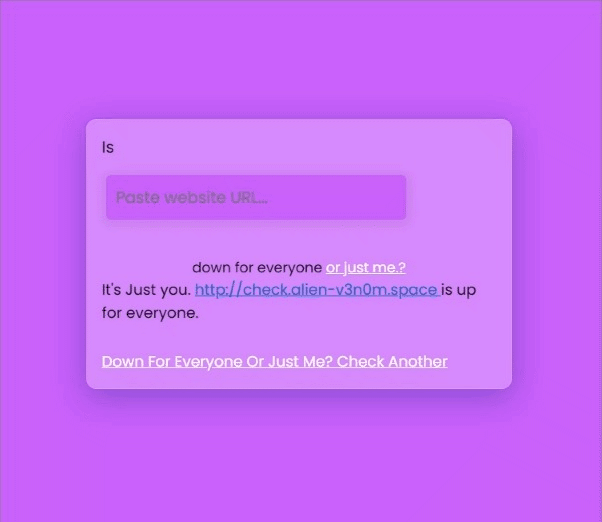 Is
Paste website URL...
down for everyone or just me.?
It's Just you. http://check.alien-v3n0m.space is up
for everyone.
Down For Everyone Or Just Me? Check Another